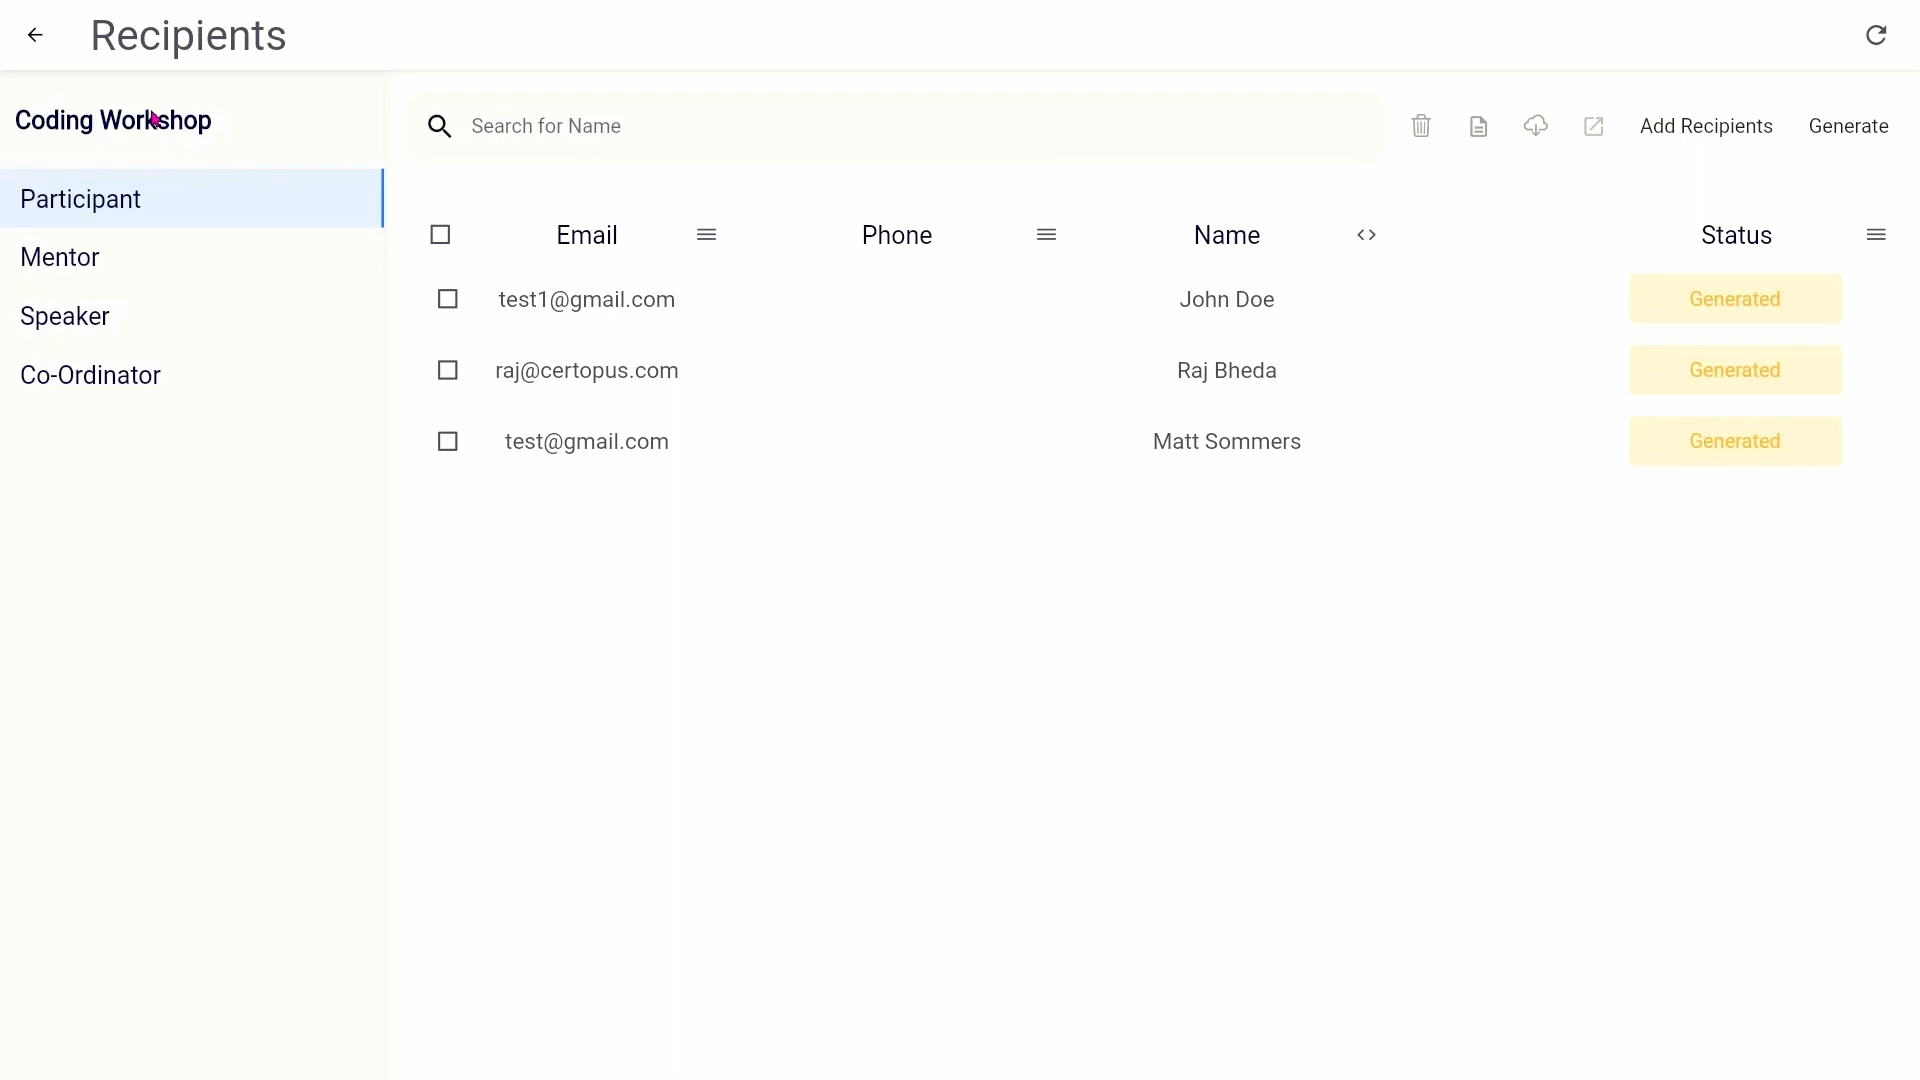 Recipients
Coding Workshop
Participant
Mentor
Speaker
Co-Ordinator
Search for Name
Add Recipients
Generate
Email Phone Name Status
test1@gmail.com John Doe Generated
raj@certopus.com Raj Bheda Generated
test@gmail.com Matt Sommers Generated